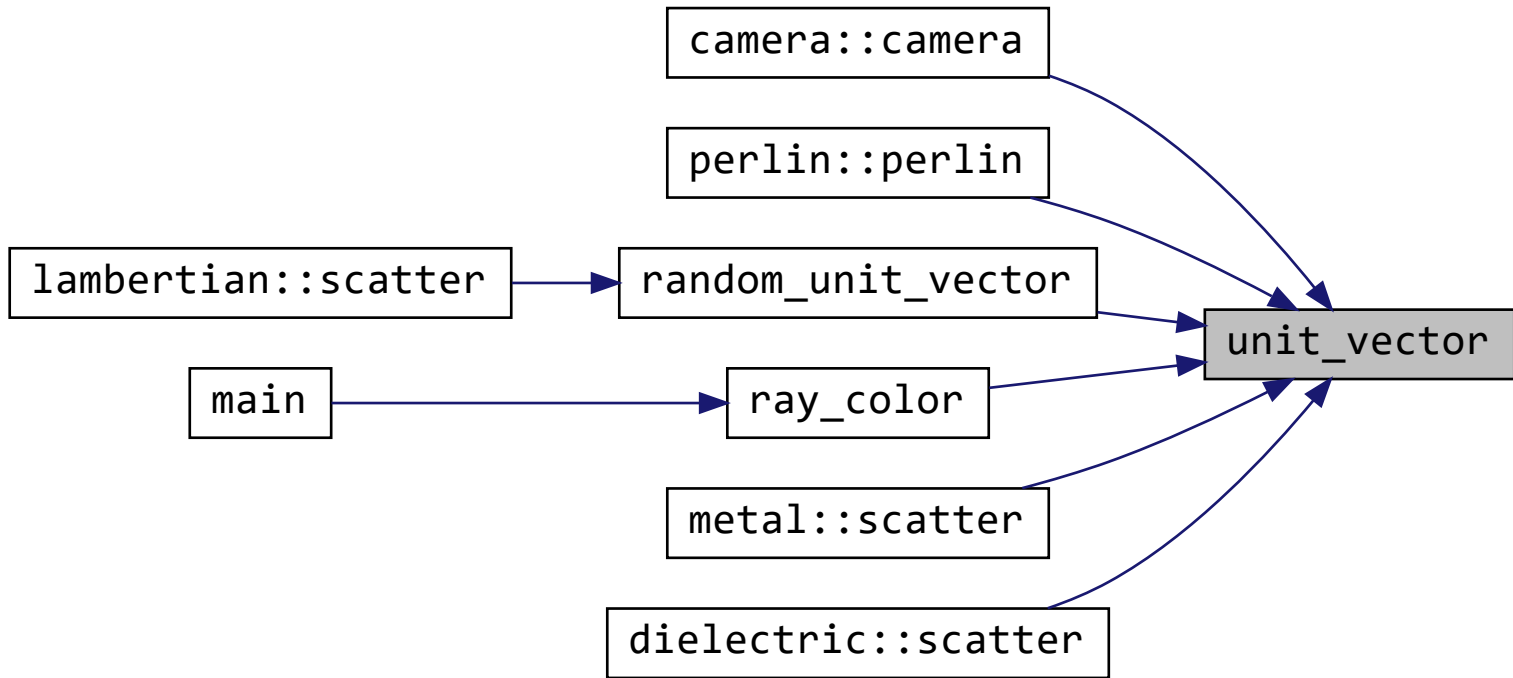 camera::camera
perlin::perlin
lambertian::scatter
random_unit_vector
unit_vector
main
ray_color
metal::scatter
dielectric::scatter